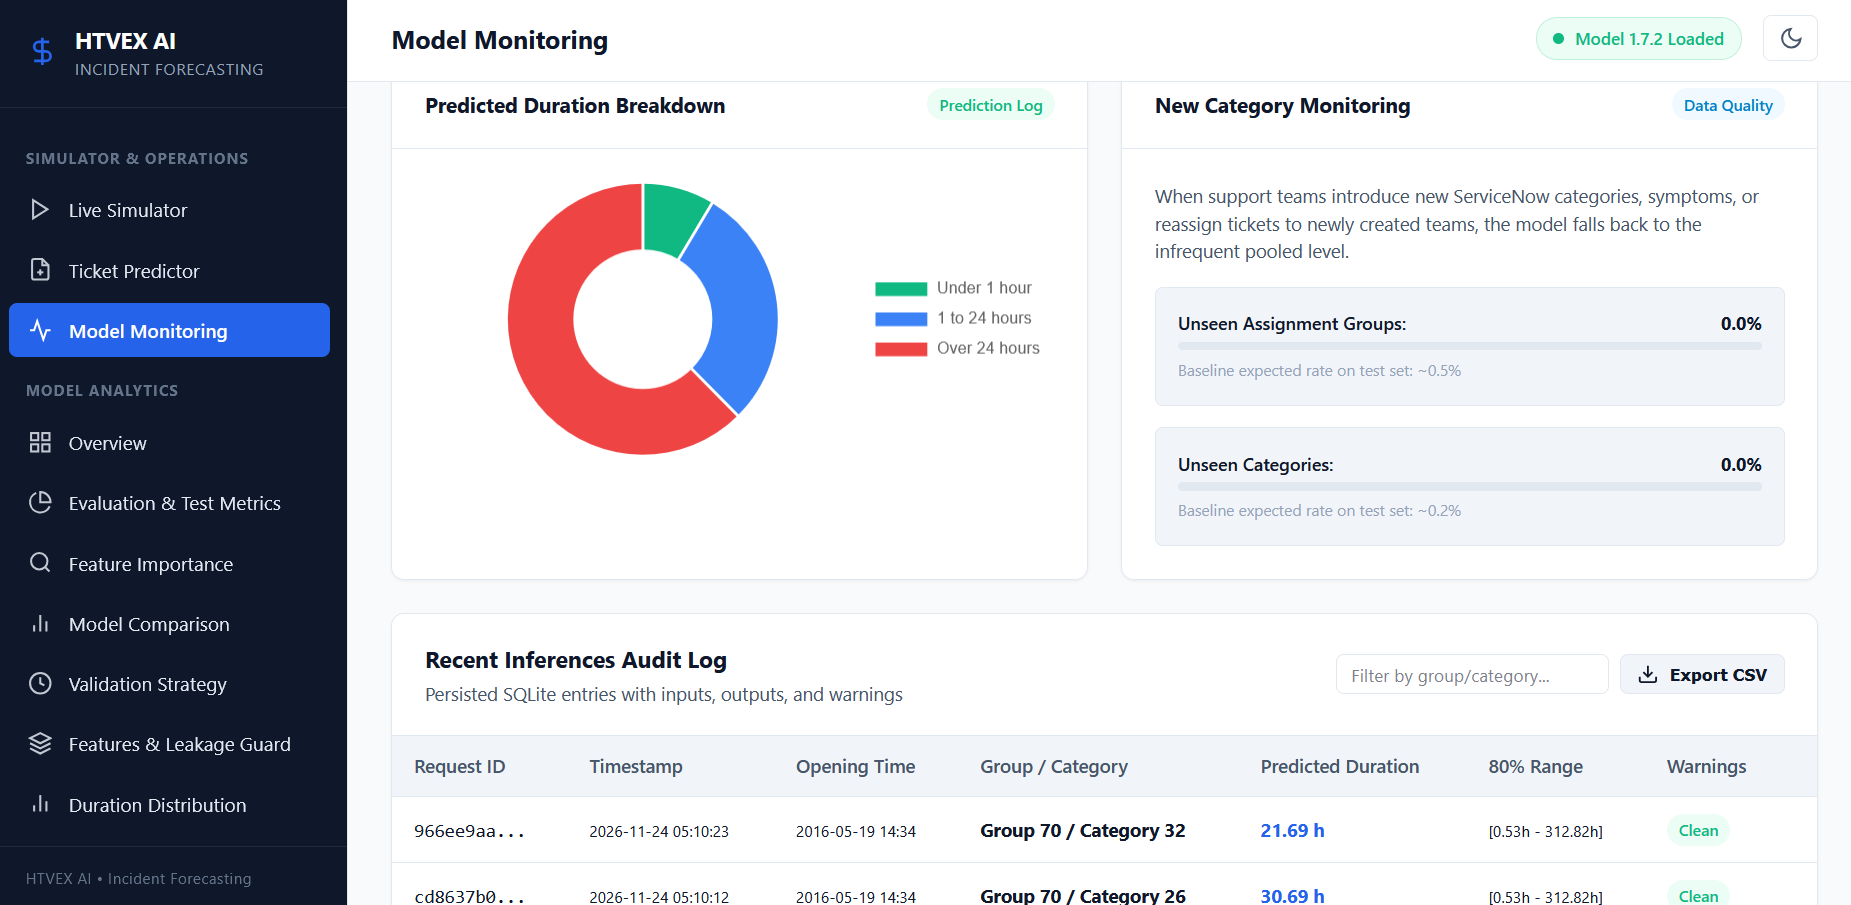 HTVEX AI
INCIDENT FORECASTING
SIMULATOR & OPERATIONS
Live Simulator
Ticket Predictor
Model Monitoring
MODEL ANALYTICS
Overview
Evaluation & Test Metrics
Feature Importance
Model Comparison
Validation Strategy
Features & Leakage Guard
Duration Distribution
HTVEX AI • Incident Forecasting
Model Monitoring
Model 1.7.2 Loaded
Predicted Duration Breakdown
Prediction Log
Under 1 hour
1 to 24 hours
Over 24 hours
New Category Monitoring
Data Quality
When support teams introduce new ServiceNow categories, symptoms, or
reassign tickets to newly created teams, the model falls back to the
infrequent pooled level.
Unseen Assignment Groups: 0.0%
Baseline expected rate on test set: ~0.5%
Unseen Categories: 0.0%
Baseline expected rate on test set: ~0.2%
Recent Inferences Audit Log
Persisted SQLite entries with inputs, outputs, and warnings
Filter by group/category...
Export CSV
Request ID Timestamp Opening Time Group / Category Predicted Duration 80% Range Warnings
966ee9aa... 2026-11-24 05:10:23 2016-05-19 14:34 Group 70 / Category 32 21.69 h [0.53h - 312.82h] Clean
cd8637b0... 2026-11-24 05:10:12 2016-05-19 14:34 Group 70 / Category 26 30.69 h [0.53h - 312.82h] Clean